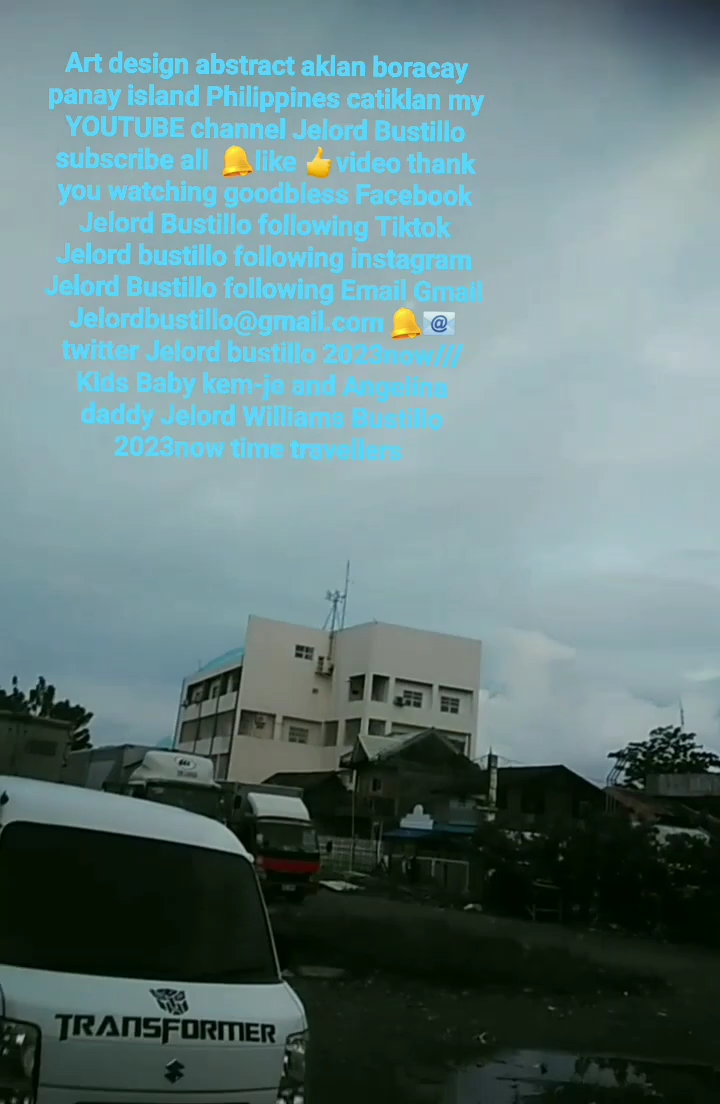 Art design abstract aklan boracay
panay island Philippines catiklan my
YOUTUBE channel Jelord Bustillo
subscribe all 🔔like 👍video thank
you watching goodbless Facebook
Jelord Bustillo following Tiktok
Jelord bustillo following instagram
Jelord Bustillo following Email Gmail
Jelordbustillo@gmail.com 🔔📧
twitter Jelord bustillo 2023now///
Kids Baby kem-je and Angelina
daddy Jelord Williams Bustillo
2023now time travellers
TRANSFORMER